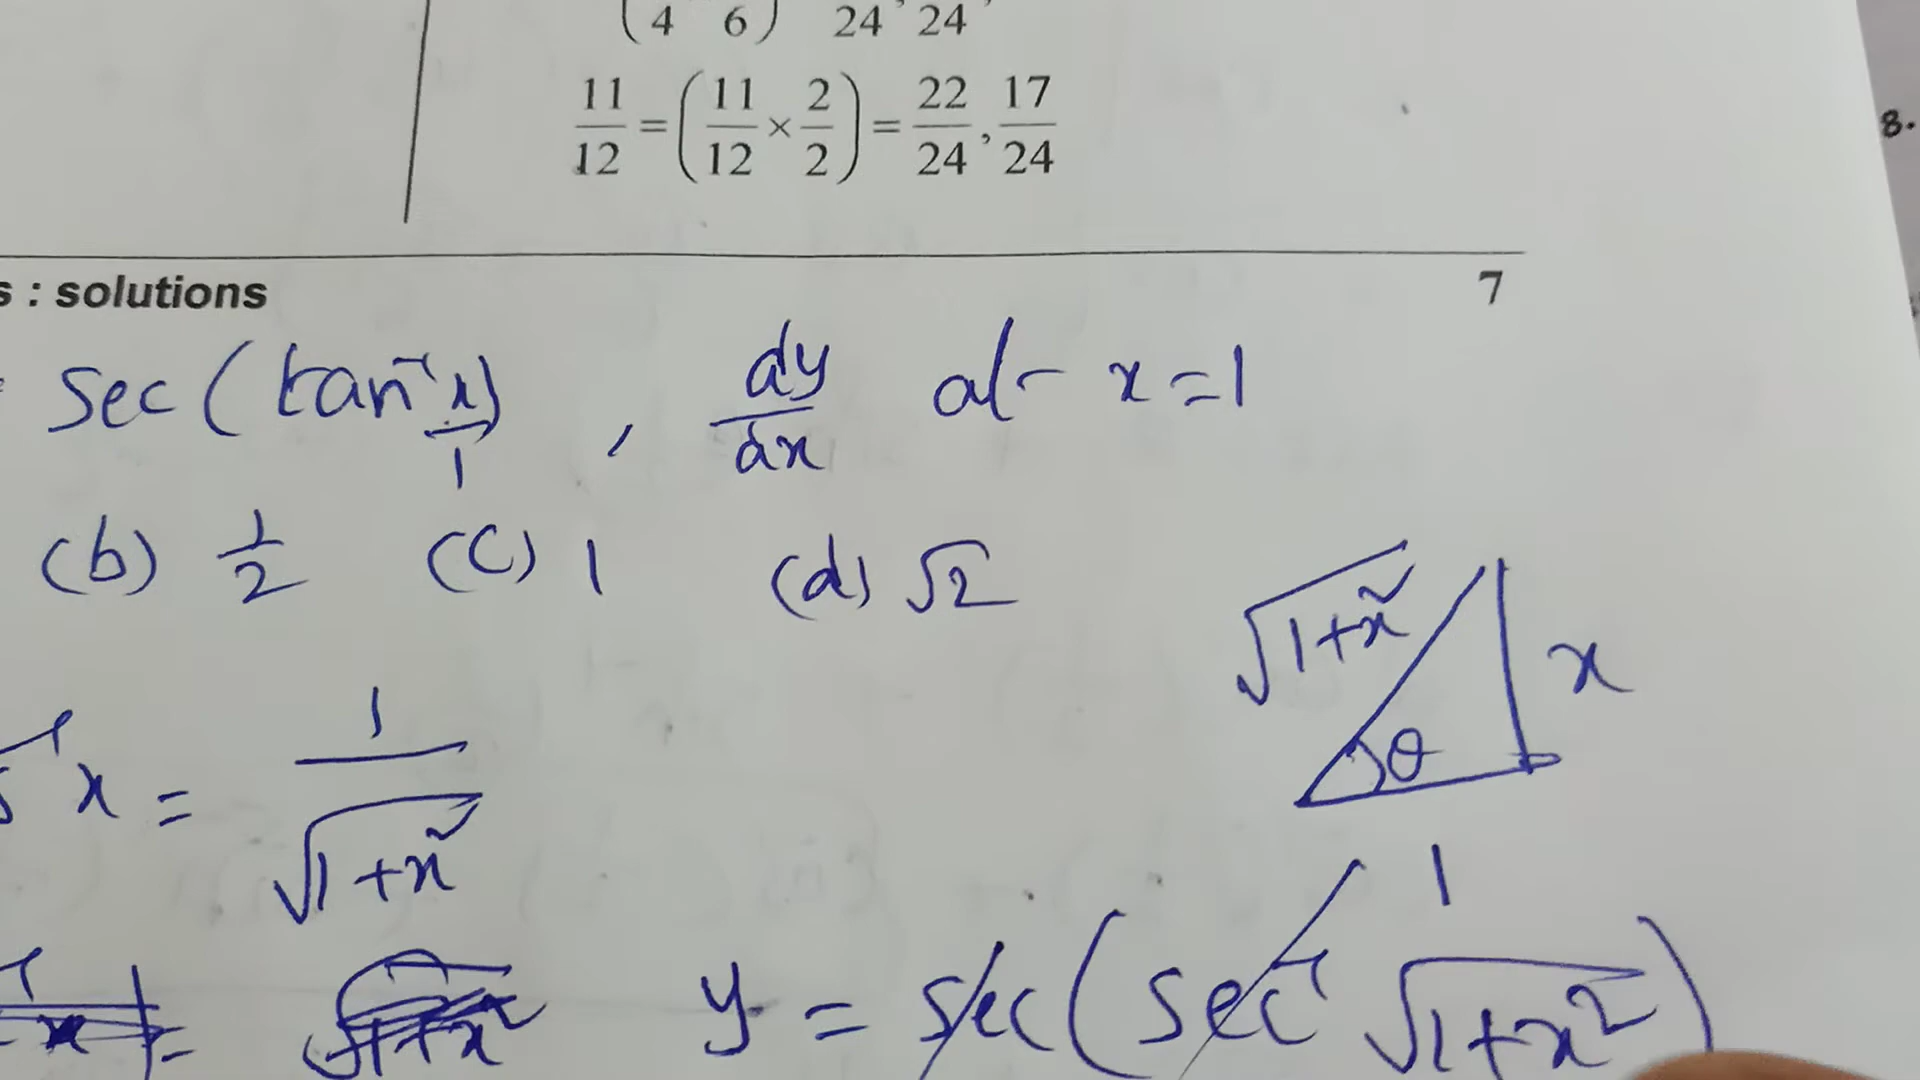 (4 6) 24, 24,
11/12 = (11/12 × 2/2) = 22/24, 17/24
8.
s : solutions 7
sec (tan⁻¹ x/1) , dy/dx at x = 1
(b) 1/2 (c) 1 (d) √2
√1+x² x
θ
x = 1/√1+x²
1
y = sec(sec⁻¹ √1+x²)